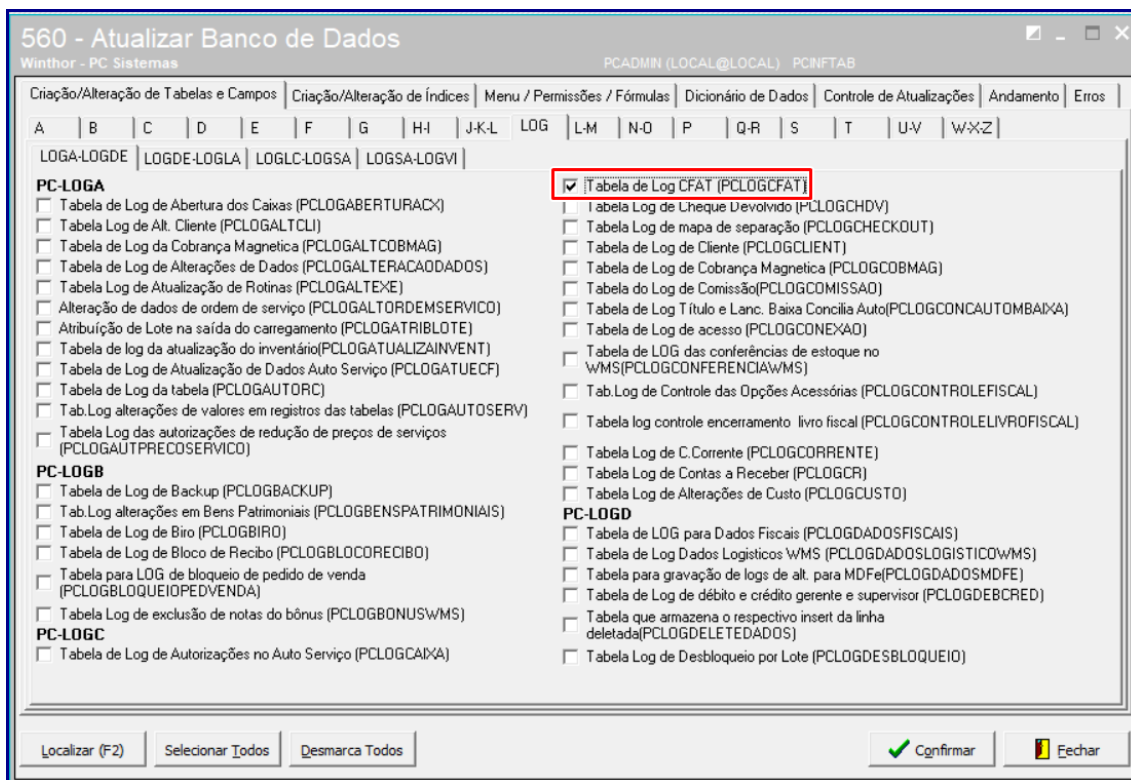 560 - Atualizar Banco de Dados
Winthor - PC Sistemas
PCADMIN (LOCAL@LOCAL) PCINFTAB
Criação/Alteração de Tabelas e Campos
Criação/Alteração de Índices
Menu / Permissões / Fórmulas
Dicionário de Dados
Controle de Atualizações
Andamento
Erros
A
B
C
D
E
F
G
H-I
J-K-L
LOG
L-M
N-O
P
Q-R
S
T
U-V
W-X-Z
LOGA-LOGDE
LOGDE-LOGLA
LOGLC-LOGSA
LOGSA-LOGVI
PC-LOGA
Tabela de Log de Abertura dos Caixas (PCLOGABERTURACX)
Tabela Log de Alt. Cliente (PCLOGALTCLI)
Tabela de Log da Cobrança Magnetica (PCLOGALTCOBMAG)
Tabela de Log de Alterações de Dados (PCLOGALTERACAODADOS)
Tabela Log de Atualização de Rotinas (PCLOGALTEXE)
Alteração de dados de ordem de serviço (PCLOGALTORDEMSERVICO)
Atribuíção de Lote na saída do carregamento (PCLOGATRIBLOTE)
Tabela de log da atualização do inventário(PCLOGATUALIZAINVENT)
Tabela de Log de Atualização de Dados Auto Serviço (PCLOGATUECF)
Tabela de Log da tabela (PCLOGAUTORC)
Tab.Log alterações de valores em registros das tabelas (PCLOGAUTOSERV)
Tabela Log das autorizações de redução de preços de serviços
(PCLOGAUTPRECOSERVICO)
PC-LOGB
Tabela de Log de Backup (PCLOGBACKUP)
Tab.Log alterações em Bens Patrimoniais (PCLOGBENSPATRIMONIAIS)
Tabela de Log de Biro (PCLOGBIRO)
Tabela de Log de Bloco de Recibo (PCLOGBLOCORECIBO)
Tabela para LOG de bloqueio de pedido de venda
(PCLOGBLOQUEIOPEDVENDA)
Tabela Log de exclusão de notas do bônus (PCLOGBONUSWMS)
PC-LOGC
Tabela de Log de Autorizações no Auto Serviço (PCLOGCAIXA)
Tabela de Log CFAT (PCLOGCFAT)
Tabela Log de Cheque Devolvido (PCLOGCHDV)
Tabela Log de mapa de separação (PCLOGCHECKOUT)
Tabela de Log de Cliente (PCLOGCLIENT)
Tabela de Log de Cobrança Magnetica (PCLOGCOBMAG)
Tabela do Log de Comissão(PCLOGCOMISSAO)
Tabela de Log Título e Lanc. Baixa Concilia Auto(PCLOGCONCAUTOMBAIXA)
Tabela de Log de acesso (PCLOGCONEXAO)
Tabela de LOG das conferências de estoque no
WMS(PCLOGCONFERENCIAWMS)
Tab.Log de Controle das Opções Acessórias (PCLOGCONTROLEFISCAL)
Tabela log controle encerramento livro fiscal (PCLOGCONTROLELIVROFISCAL)
Tabela Log de C.Corrente (PCLOGCORRENTE)
Tabela de Log de Contas a Receber (PCLOGCR)
Tabela Log de Alterações de Custo (PCLOGCUSTO)
PC-LOGD
Tabela de LOG para Dados Fiscais (PCLOGDADOSFISCAIS)
Tabela de Log Dados Logisticos WMS (PCLOGDADOSLOGISTICOWMS)
Tabela para gravação de logs de alt. para MDFe(PCLOGDADOSMDFE)
Tabela de Log de débito e crédito gerente e supervisor (PCLOGDEBCRED)
Tabela que armazena o respectivo insert da linha
deletada(PCLOGDELETEDADOS)
Tabela Log de Desbloqueio por Lote (PCLOGDESBLOQUEIO)
Localizar (F2)
Selecionar Todos
Desmarca Todos
Confirmar
Fechar